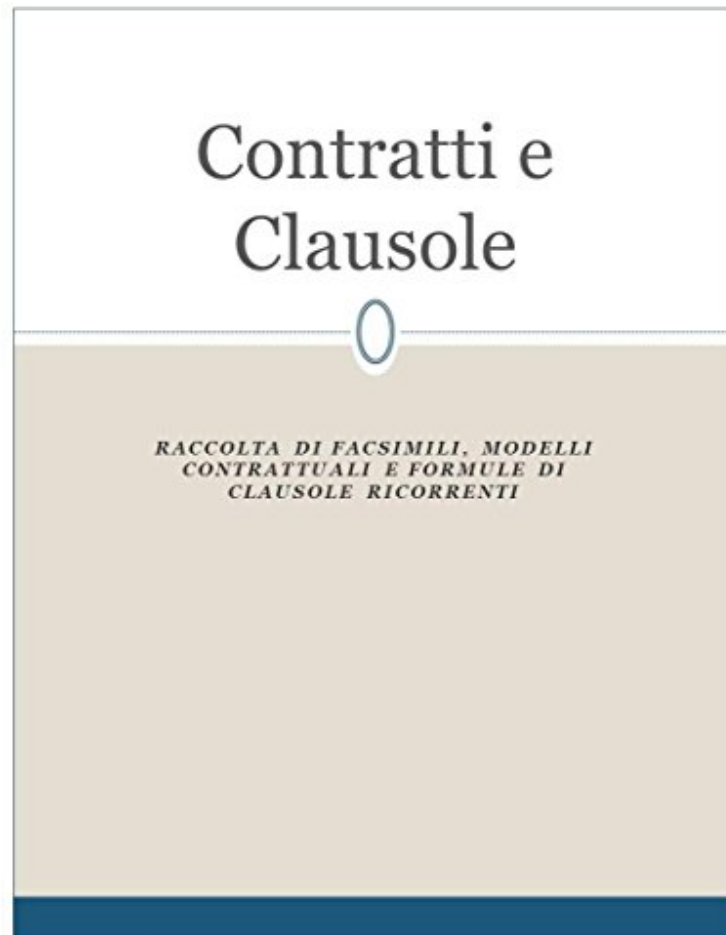 Contratti e
Clausole
RACCOLTA DI FACSIMILI, MODELLI
CONTRATTUALI E FORMULE DI
CLAUSOLE RICORRENTI